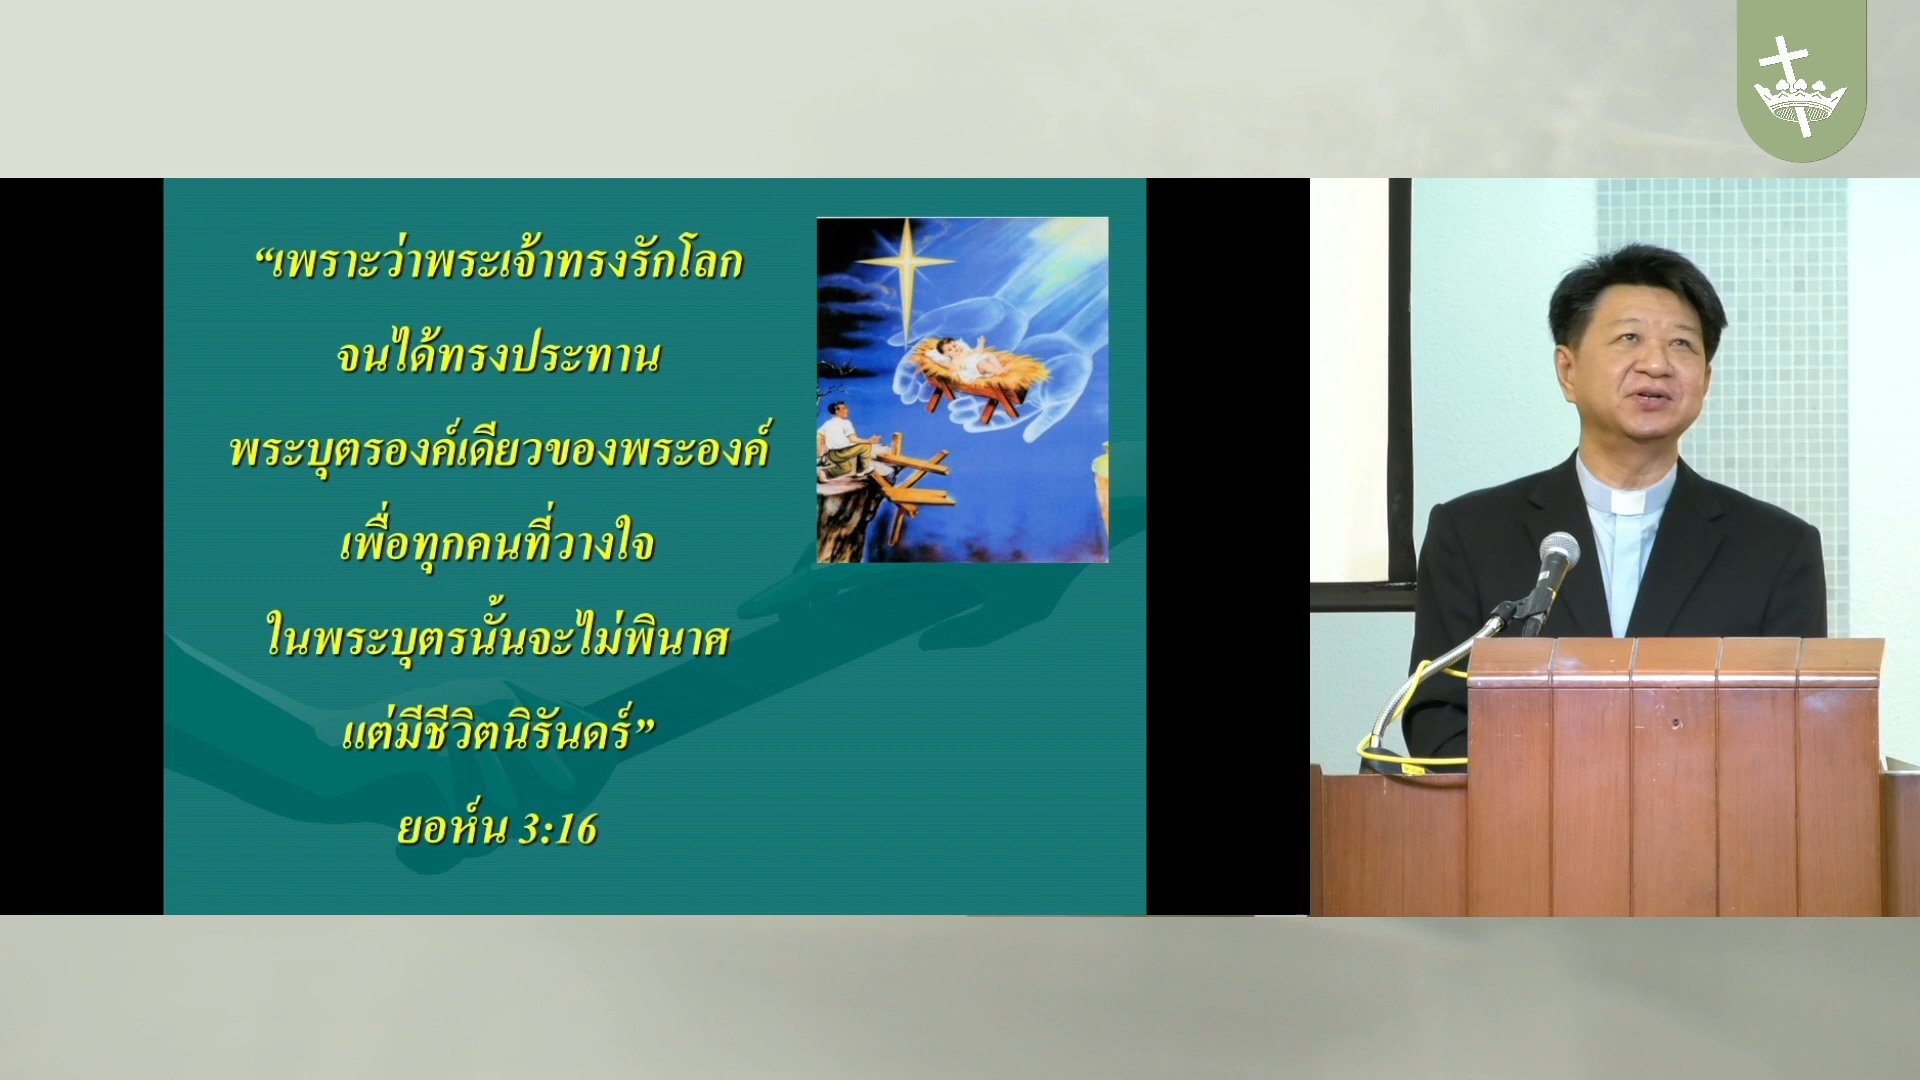 “เพราะว่าพระเจ้าทรงรักโลก
จนได้ทรงประทาน
พระบุตรองค์เดียวของพระองค์
เพื่อทุกคนที่วางใจ
ในพระบุตรนั้นจะไม่พินาศ
แต่มีชีวิตนิรันดร์”
ยอห์น 3:16